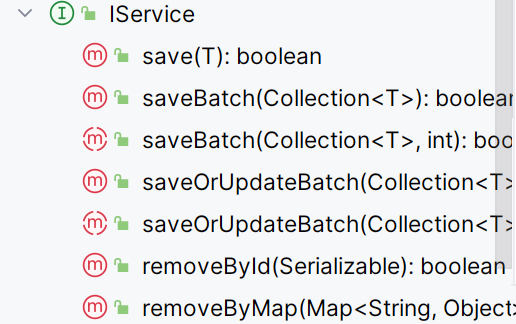 I IService
m save(T): boolean
m saveBatch(Collection<T>): boolean
m saveBatch(Collection<T>, int): boo
m saveOrUpdateBatch(Collection<T>
m saveOrUpdateBatch(Collection<T>
m removeById(Serializable): boolean
m removeByMap(Map<String, Object>